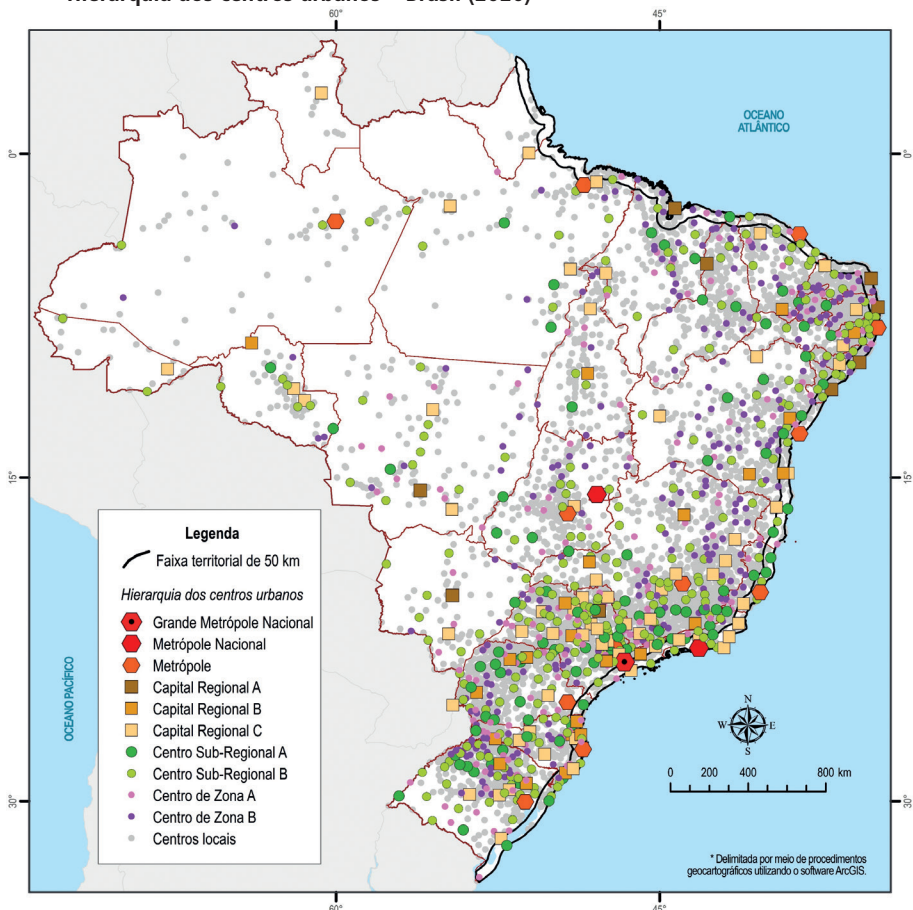 Hierarquia dos centros urbanos – Brasil (2020)
60°
45°
OCEANO
ATLÂNTICO
0°
15°
30°
OCEANO PACÍFICO
Legenda
Faixa territorial de 50 km
Hierarquia dos centros urbanos
Grande Metrópole Nacional
Metrópole Nacional
Metrópole
Capital Regional A
Capital Regional B
Capital Regional C
Centro Sub-Regional A
Centro Sub-Regional B
Centro de Zona A
Centro de Zona B
Centros locais
N
W
E
S
0 200 400 800 km
15°
30°
* Delimitada por meio de procedimentos
geocartográficos utilizando o software ArcGIS.
60°
45°